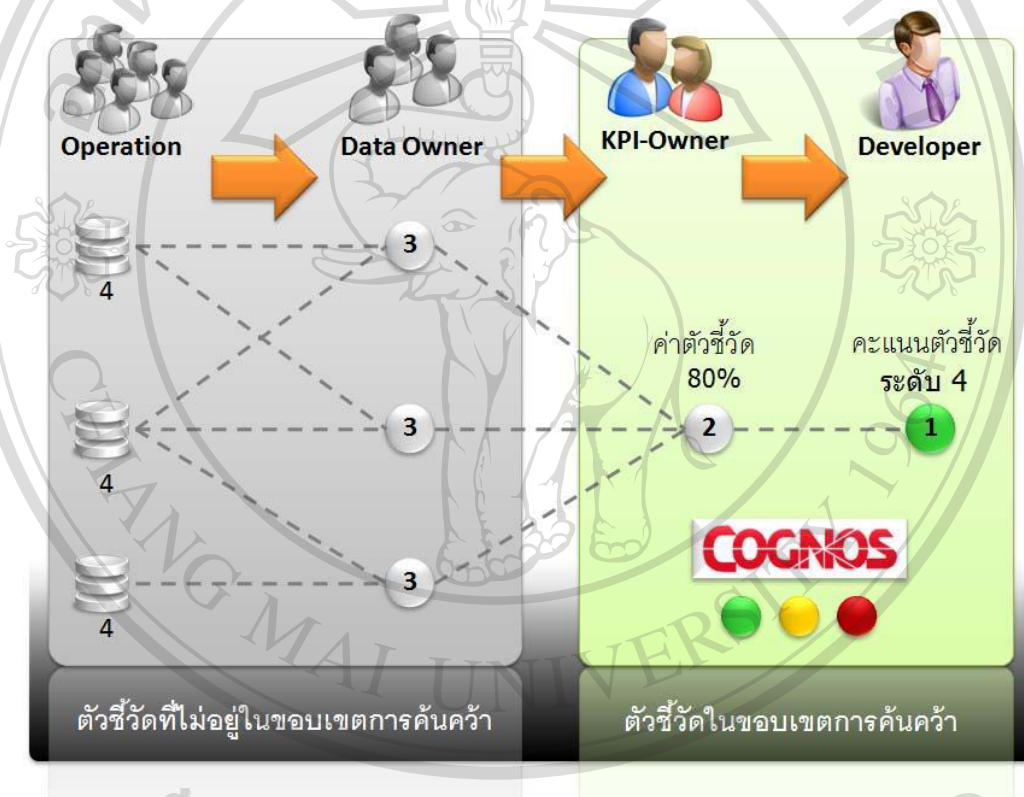 Operation
Data Owner
KPI-Owner
Developer
3
4
ค่าตัวชี้วัด
80%
คะแนนตัวชี้วัด
ระดับ 4
3
2
1
4
COGNOS
3
4
ตัวชี้วัดที่ไม่อยู่ในขอบเขตการค้นคว้า
ตัวชี้วัดในขอบเขตการค้นคว้า
CHIANG MAI UNIVERSITY 1964